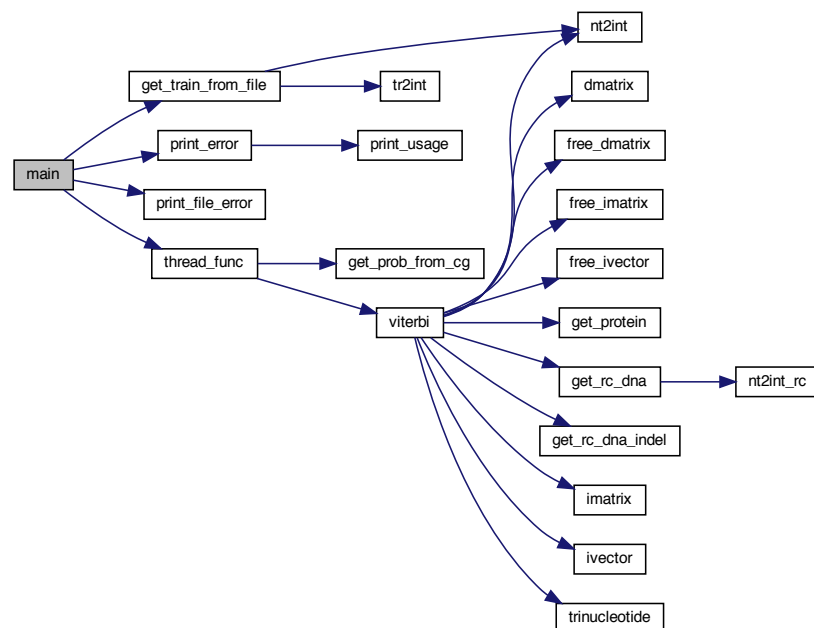 nt2int
get_train_from_file
tr2int
dmatrix
print_error
print_usage
free_dmatrix
main
print_file_error
free_imatrix
thread_func
get_prob_from_cg
free_ivector
viterbi
get_protein
get_rc_dna
nt2int_rc
get_rc_dna_indel
imatrix
ivector
trinucleotide